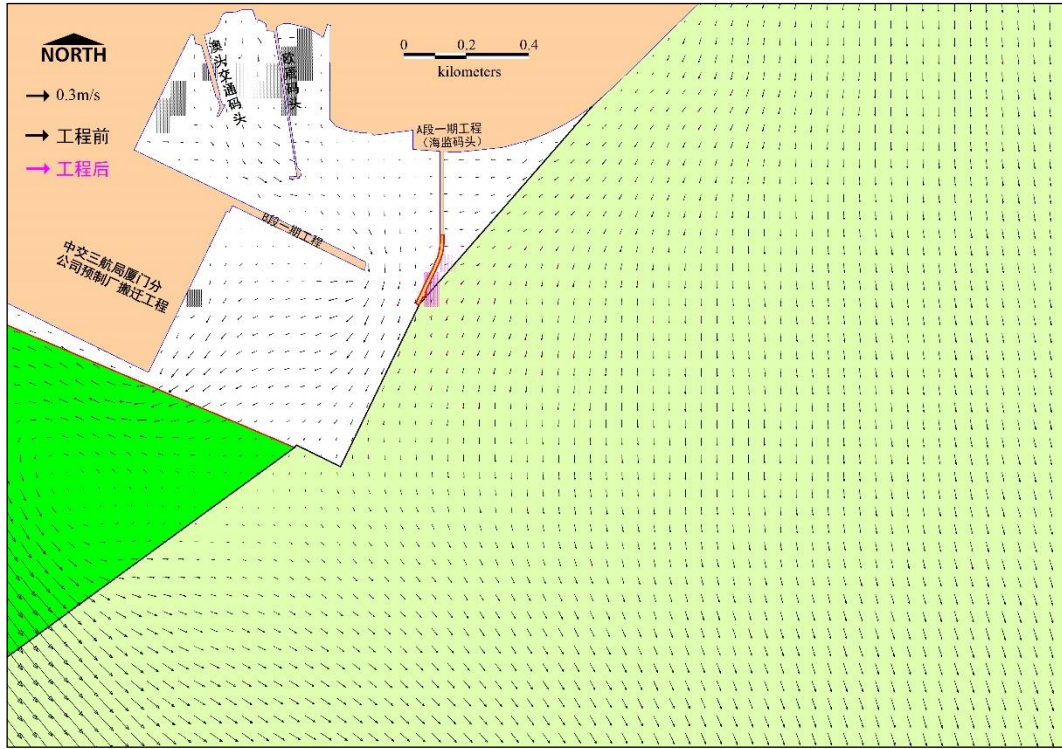 NORTH
0.3m/s
工程前
工程后
0 0.2 0.4
kilometers
澳头交通码头
欧厝码头
A段一期工程
(海监码头)
B段一期工程
中交三航局厦门分
公司预制厂搬迁工程